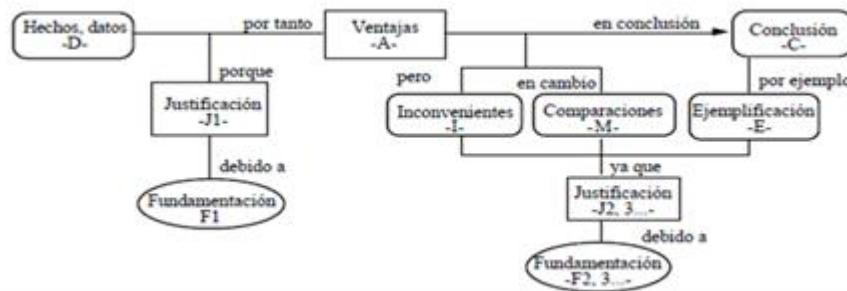 Hechos, datos
-D-
por tanto
Ventajas
-A-
en conclusión
Conclusión
-C-
porque
pero
en cambio
por ejemplo
Justificación
-J1-
Inconvenientes
-I-
Comparaciones
-M-
Ejemplificación
-E-
debido a
ya que
Fundamentación
F1
Justificación
-J2, 3...-
debido a
Fundamentación
-F2, 3...-